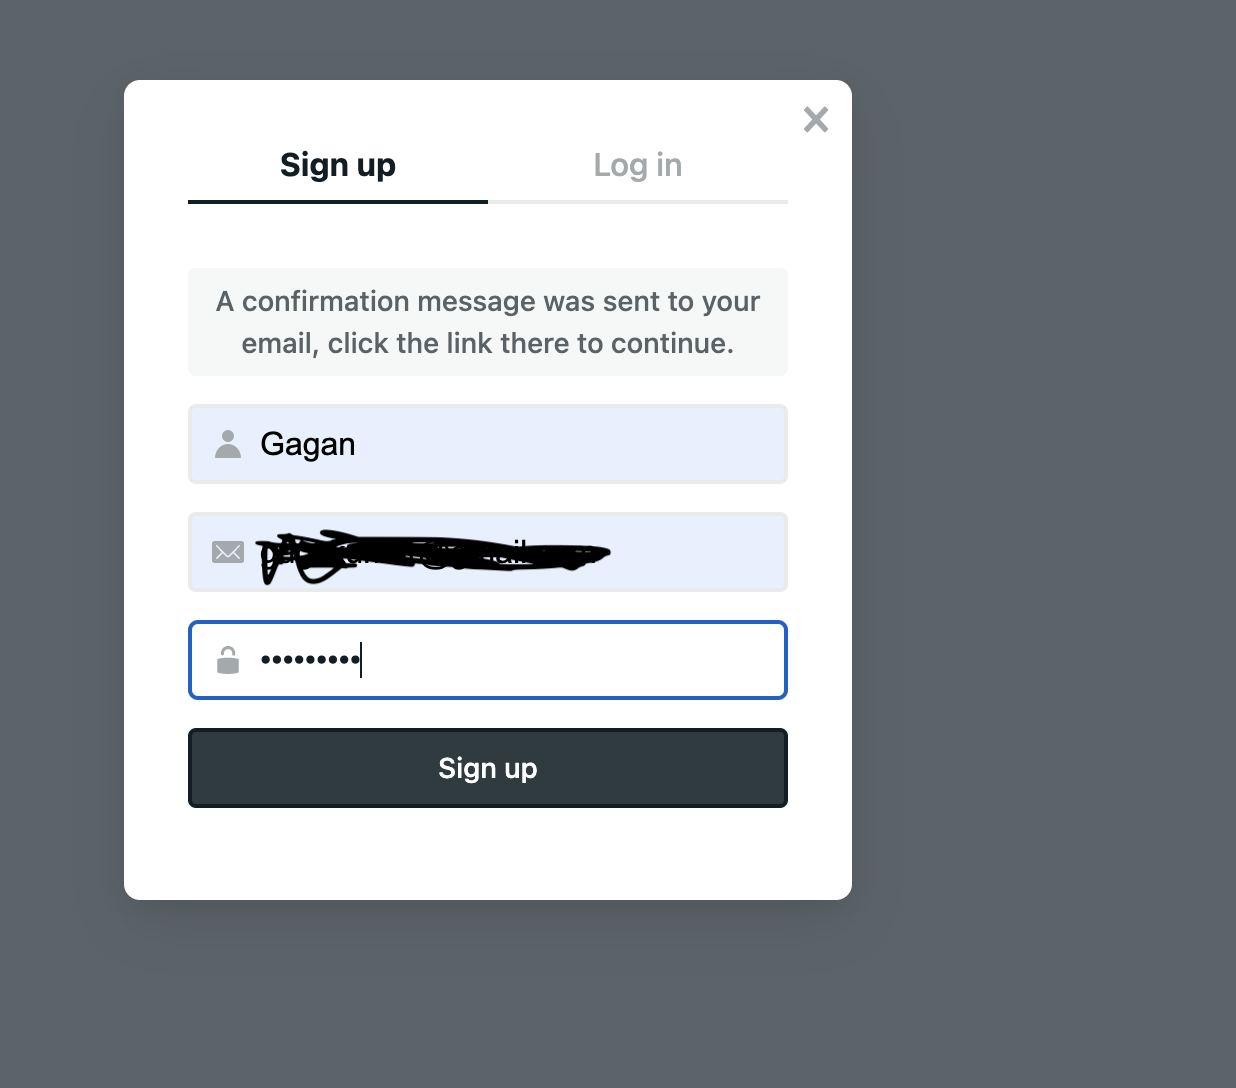 Sign up
Log in
A confirmation message was sent to your
email, click the link there to continue.
Gagan
•••••••••
Sign up